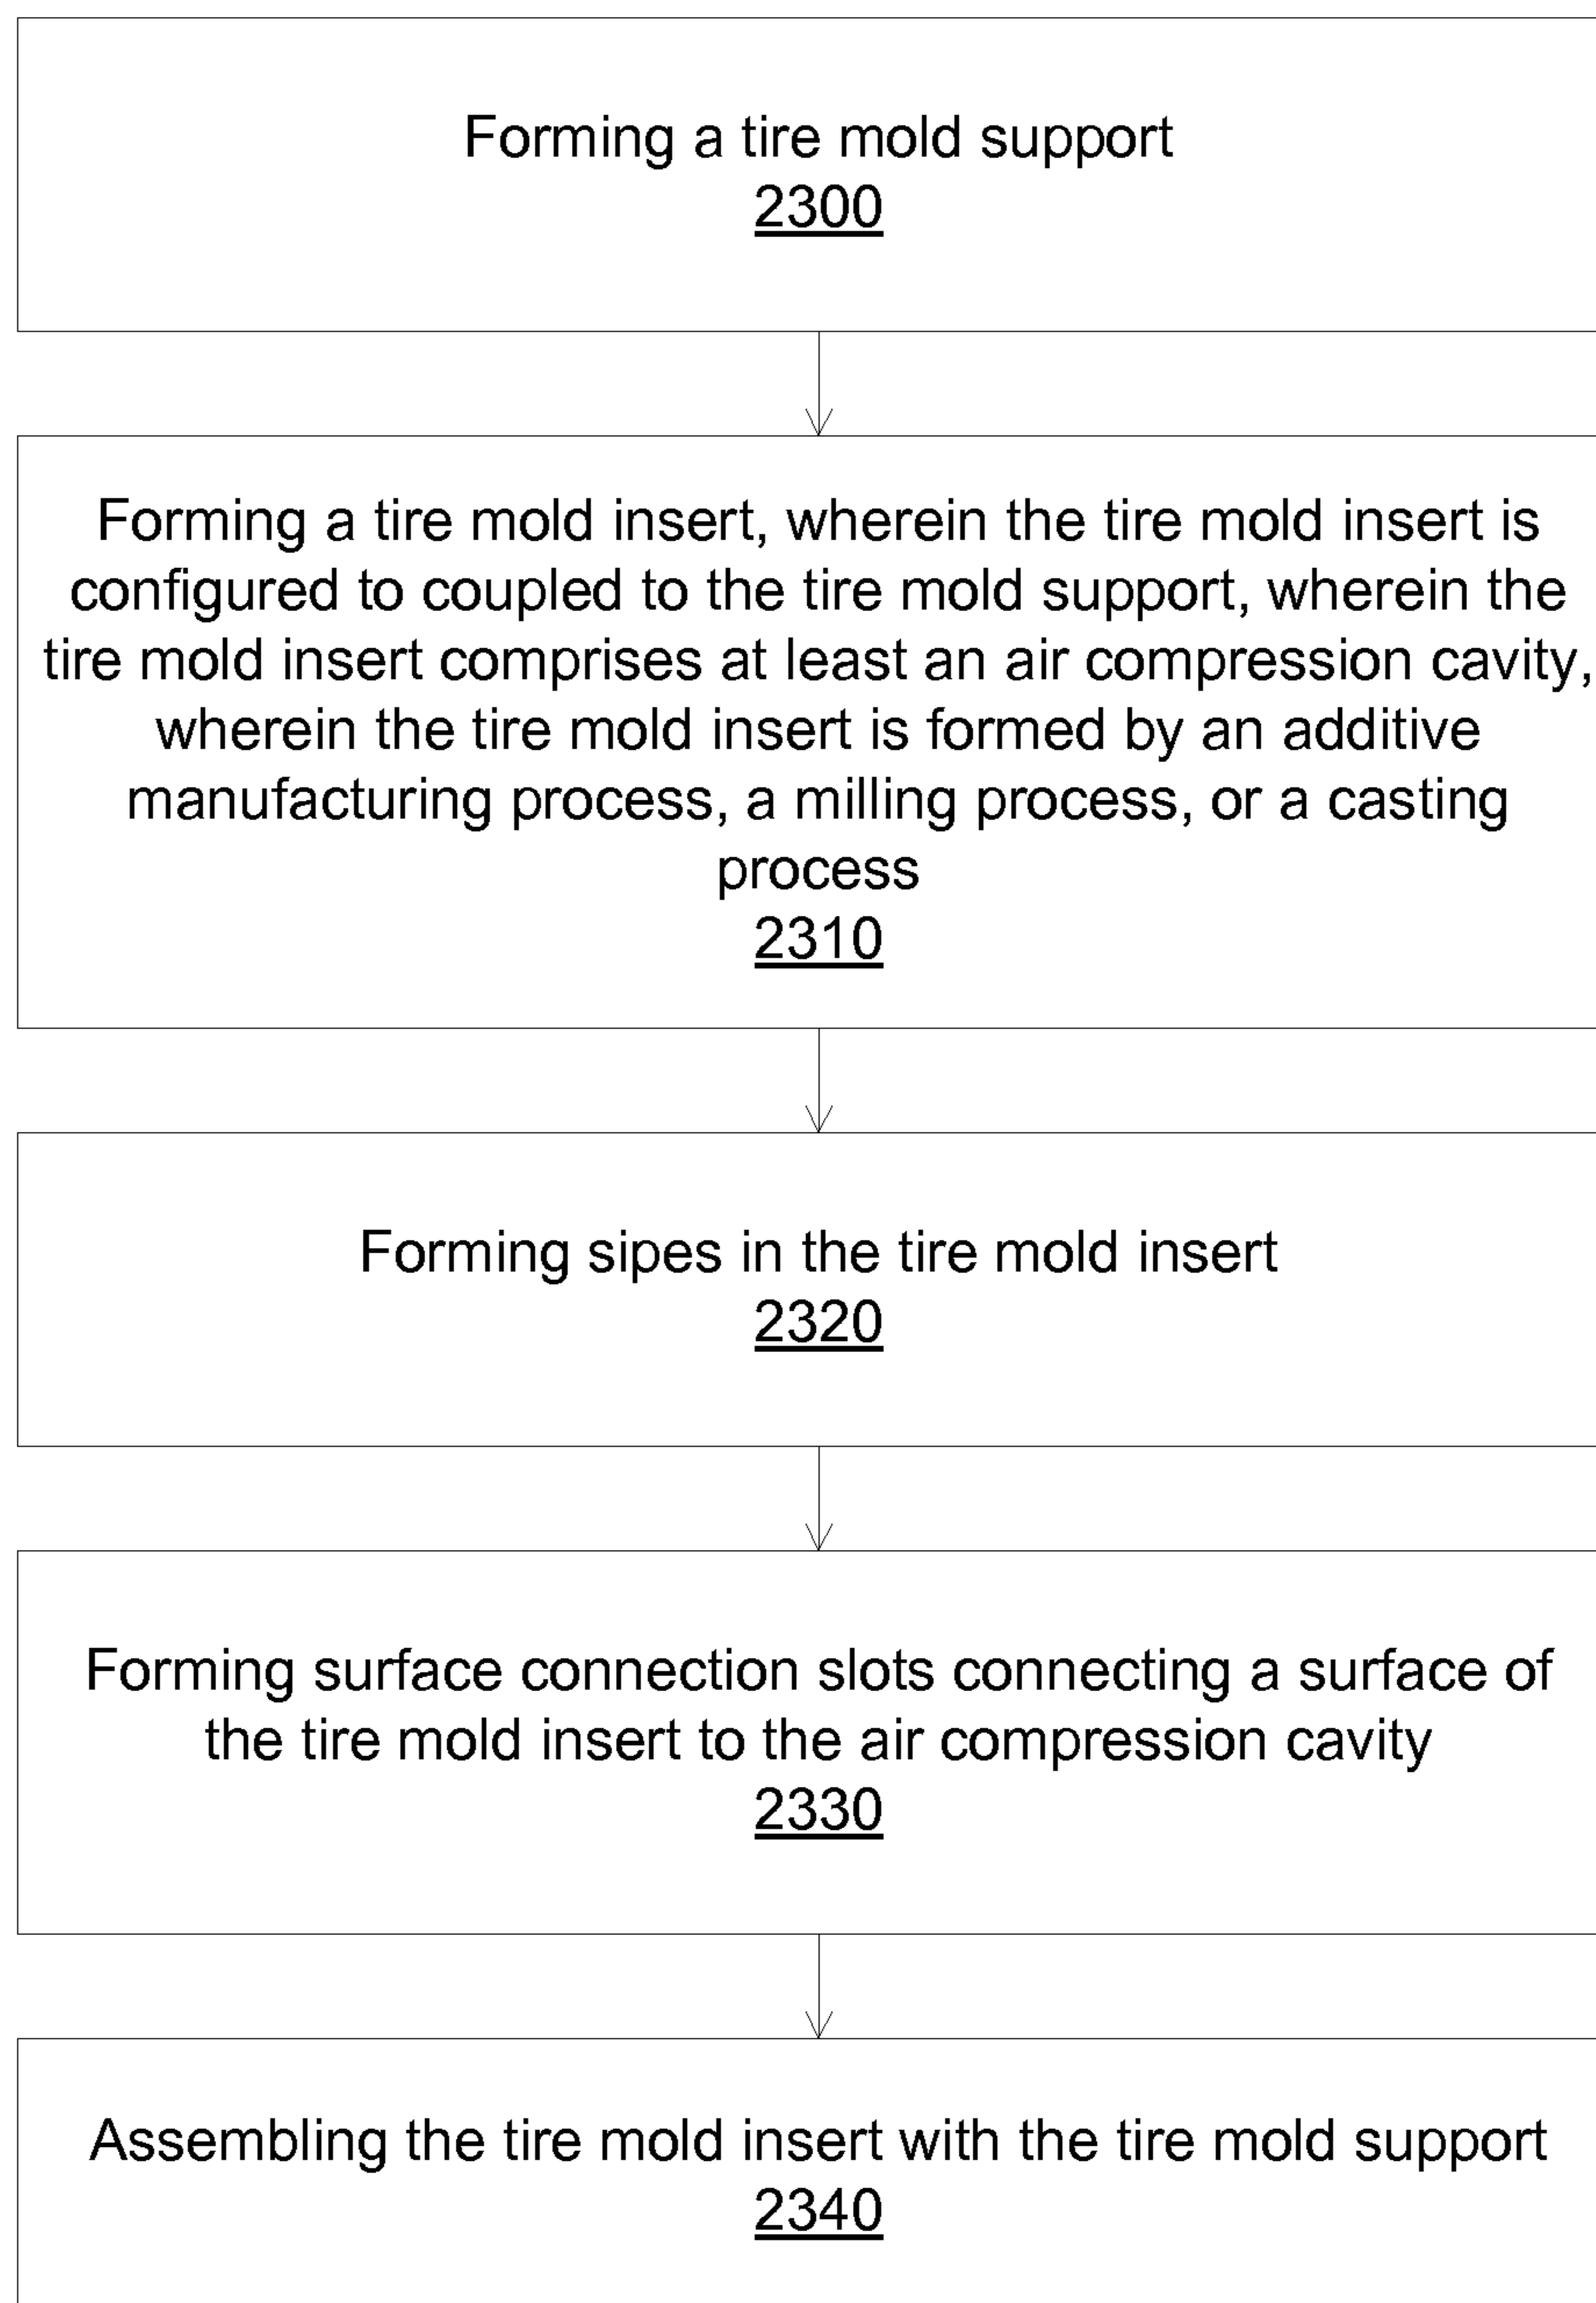 Forming a tire mold support
2300
Forming a tire mold insert, wherein the tire mold insert is
configured to coupled to the tire mold support, wherein the
tire mold insert comprises at least an air compression cavity,
wherein the tire mold insert is formed by an additive
manufacturing process, a milling process, or a casting
process
2310
Forming sipes in the tire mold insert
2320
Forming surface connection slots connecting a surface of
the tire mold insert to the air compression cavity
2330
Assembling the tire mold insert with the tire mold support
2340